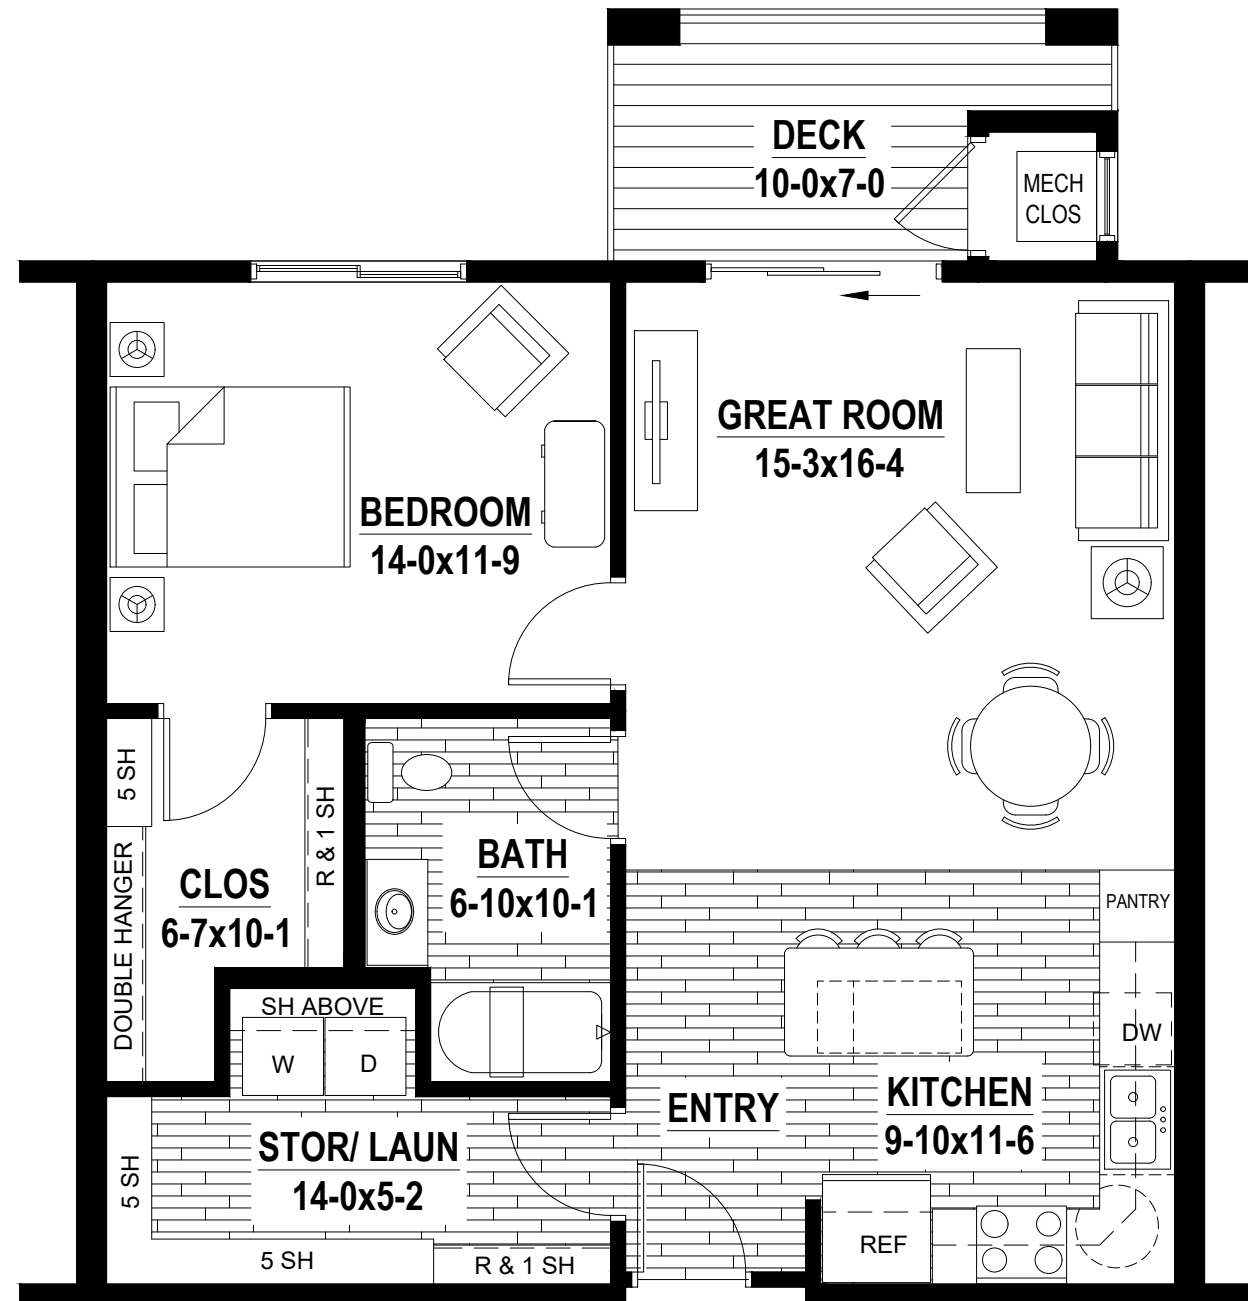 DECK
10-0x7-0
MECH
CLOS
GREAT ROOM
15-3x16-4
BEDROOM
14-0x11-9
5 SH
DOUBLE HANGER
CLOS
6-7x10-1
R & 1 SH
BATH
6-10x10-1
PANTRY
SH ABOVE
W
D
DW
ENTRY
KITCHEN
9-10x11-6
STOR/ LAUN
14-0x5-2
5 SH
5 SH
R & 1 SH
REF